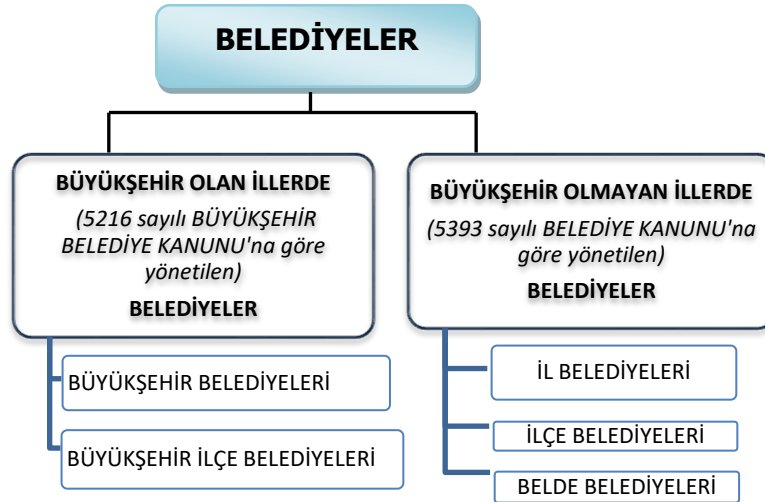 BELEDİYELER
BÜYÜKŞEHİR OLAN İLLERDE
(5216 sayılı BÜYÜKŞEHİR
BELEDİYE KANUNU'na göre
yönetilen)
BELEDİYELER
BÜYÜKŞEHİR BELEDİYELERİ
BÜYÜKŞEHİR İLÇE BELEDİYELERİ
BÜYÜKŞEHİR OLMAYAN İLLERDE
(5393 sayılı BELEDİYE KANUNU'na
göre yönetilen)
BELEDİYELER
İL BELEDİYELERİ
İLÇE BELEDİYELERİ
BELDE BELEDİYELERİ